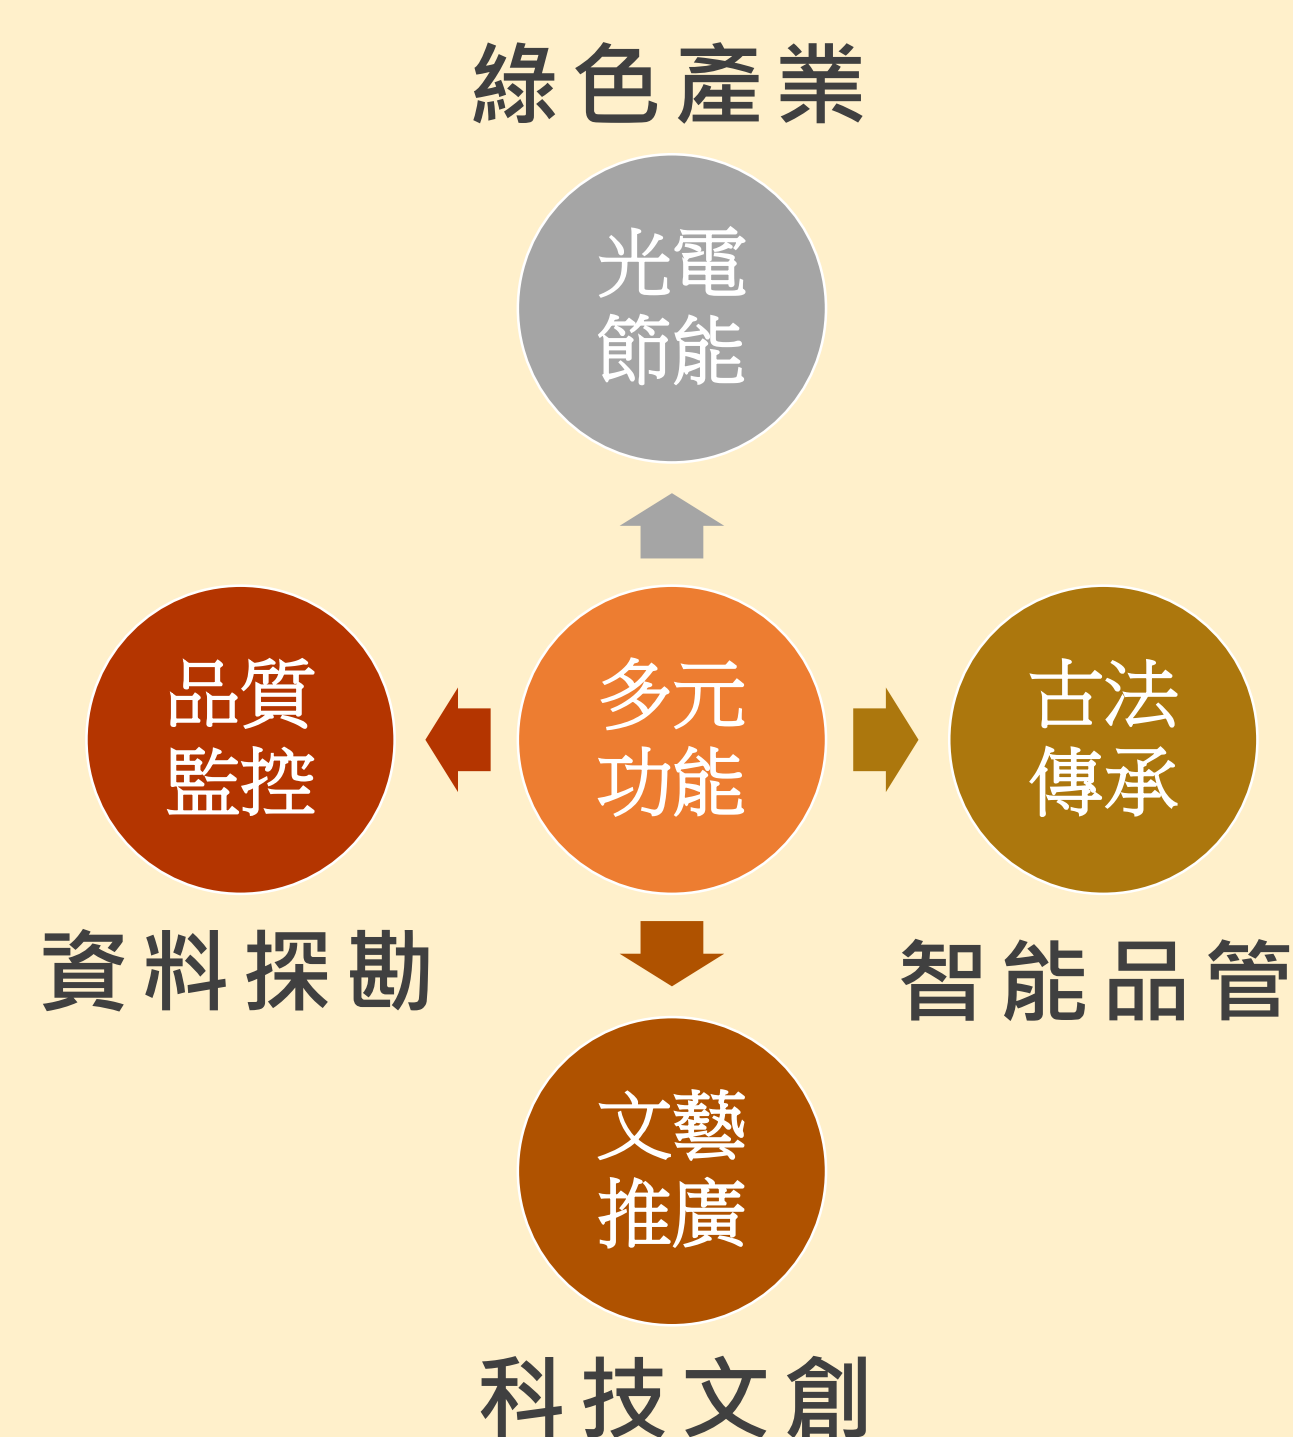 綠色產業
光電
節能
品質
監控
多元
功能
古法
傳承
資料探勘
智能品管
文藝
推廣
科技文創